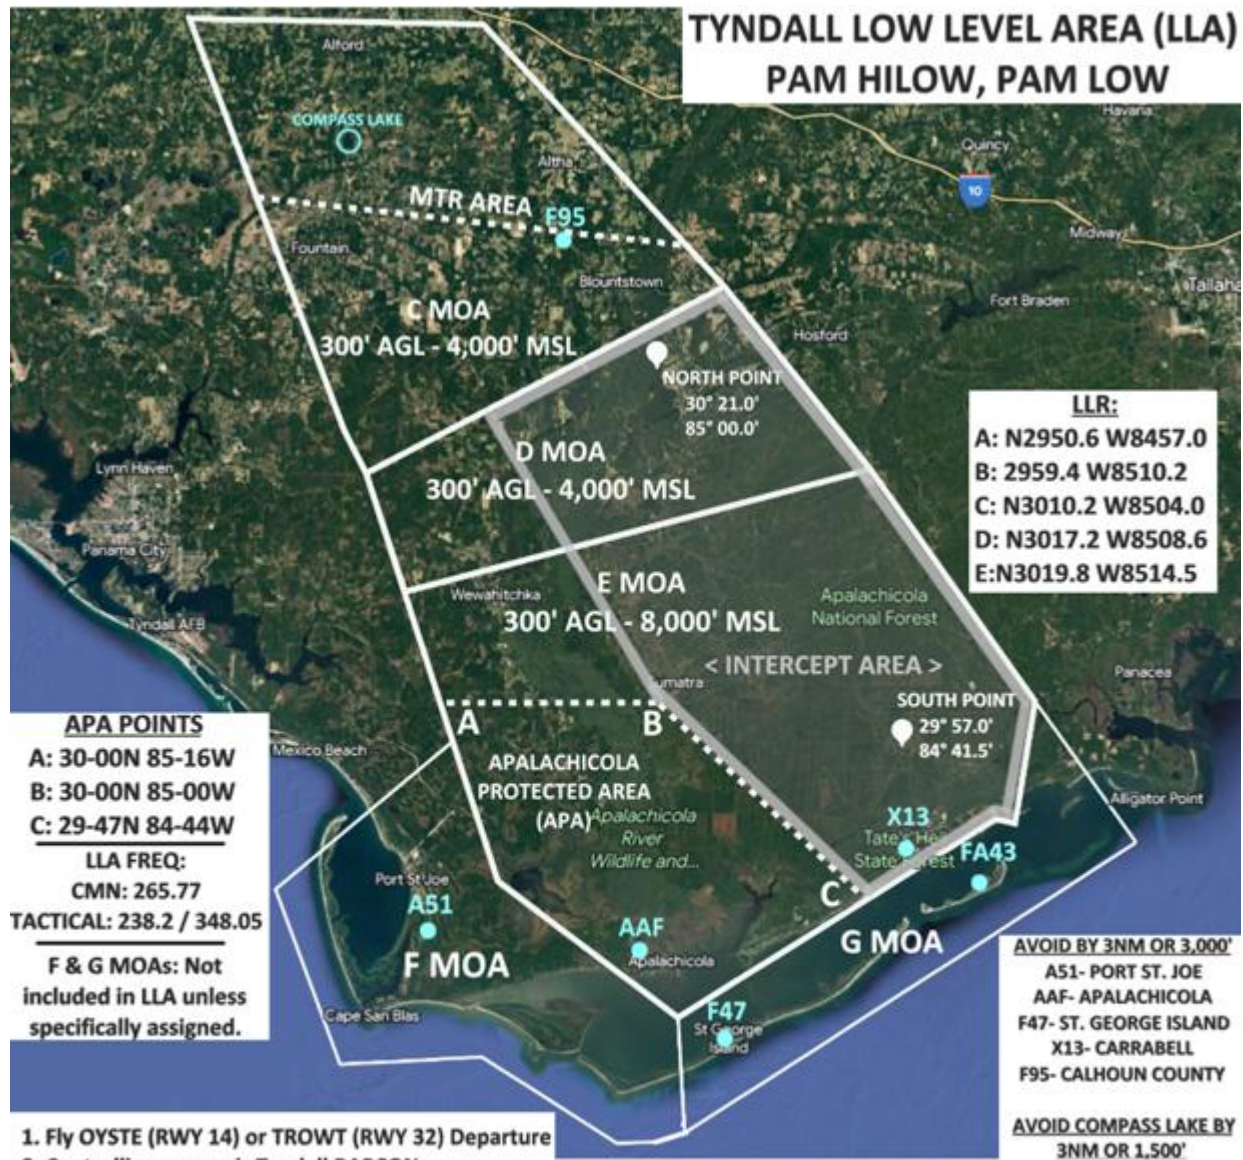 TYNDALL LOW LEVEL AREA (LLA)
PAM HILOW, PAM LOW
Alford
COMPASS LAKE
Altha
Havana
Quincy
10
Midway
MTR AREA
F95
Fountain
Blountstown
Tallaha
Fort Braden
Hosford
C MOA
300' AGL - 4,000' MSL
NORTH POINT
30° 21.0'
85° 00.0'
LLR:
A: N2950.6 W8457.0
B: 2959.4 W8510.2
C: N3010.2 W8504.0
D: N3017.2 W8508.6
E:N3019.8 W8514.5
D MOA
300' AGL - 4,000' MSL
Lynn Haven
Panama City
Tyndall AFB
Wewahitchka
E MOA
300' AGL - 8,000' MSL
Apalachicola
National Forest
< INTERCEPT AREA >
Sumatra
Panacea
SOUTH POINT
29° 57.0'
84° 41.5'
A
B
APA POINTS
A: 30-00N 85-16W
B: 30-00N 85-00W
C: 29-47N 84-44W
LLA FREQ:
CMN: 265.77
TACTICAL: 238.2 / 348.05
F & G MOAs: Not
included in LLA unless
specifically assigned.
Mexico Beach
APALACHICOLA
PROTECTED AREA
(APA)
Apalachicola
River
Wildlife and...
Alligator Point
X13
Tate's He
State Forest
FA43
Port St Joe
A51
C
AAF
Apalachicola
F MOA
G MOA
Cape San Blas
F47
St George
Island
AVOID BY 3NM OR 3,000'
A51- PORT ST. JOE
AAF- APALACHICOLA
F47- ST. GEORGE ISLAND
X13- CARRABELL
F95- CALHOUN COUNTY
AVOID COMPASS LAKE BY
3NM OR 1,500'
1. Fly OYSTE (RWY 14) or TROWT (RWY 32) Departure